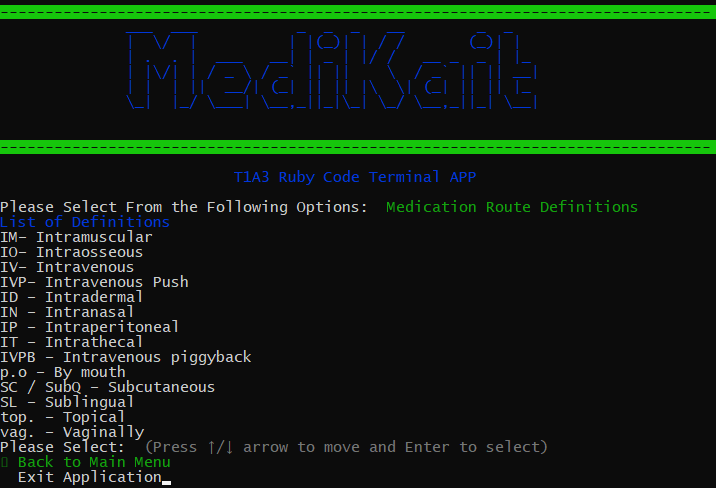 MediKait
T1A3 Ruby Code Terminal APP
Please Select From the Following Options: Medication Route Definitions
List of Definitions
IM- Intramuscular
IO- Intraosseous
IV- Intravenous
IVP- Intravenous Push
ID - Intradermal
IN - Intranasal
IP - Intraperitoneal
IT - Intrathecal
IVPB - Intravenous piggyback
p.o - By mouth
SC / SubQ - Subcutaneous
SL - Sublingual
top. - Topical
vag. - Vaginally
Please Select: (Press ↑/↓ arrow to move and Enter to select)
Back to Main Menu
Exit Application